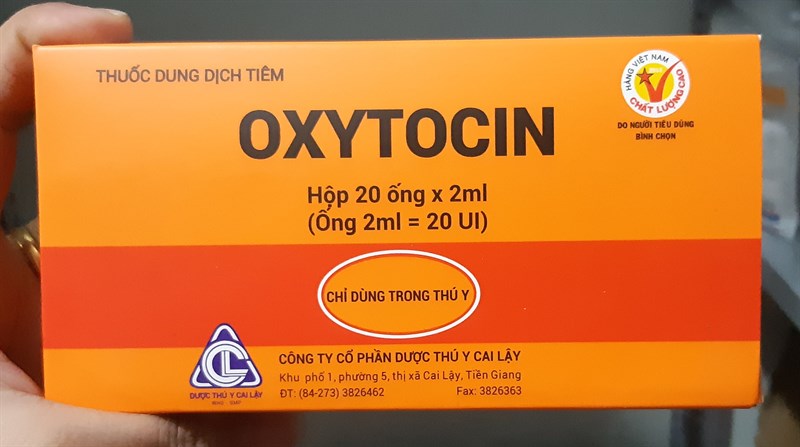 THUỐC DUNG DỊCH TIÊM
HÀNG VIỆT NAM
CHẤT LƯỢNG CAO
DO NGƯỜI TIÊU DÙNG
BÌNH CHỌN
OXYTOCIN
Hộp 20 ống x 2ml
(Ống 2ml = 20 UI)
CHỈ DÙNG TRONG THÚ Y
CL
DƯỢC THÚ Y CAI LẬY
WHO - GMP
CÔNG TY CỔ PHẦN DƯỢC THÚ Y CAI LẬY
Khu phố 1, phường 5, thị xã Cai Lậy, Tiền Giang
ĐT: (84-273) 3826462 Fax: 3826363